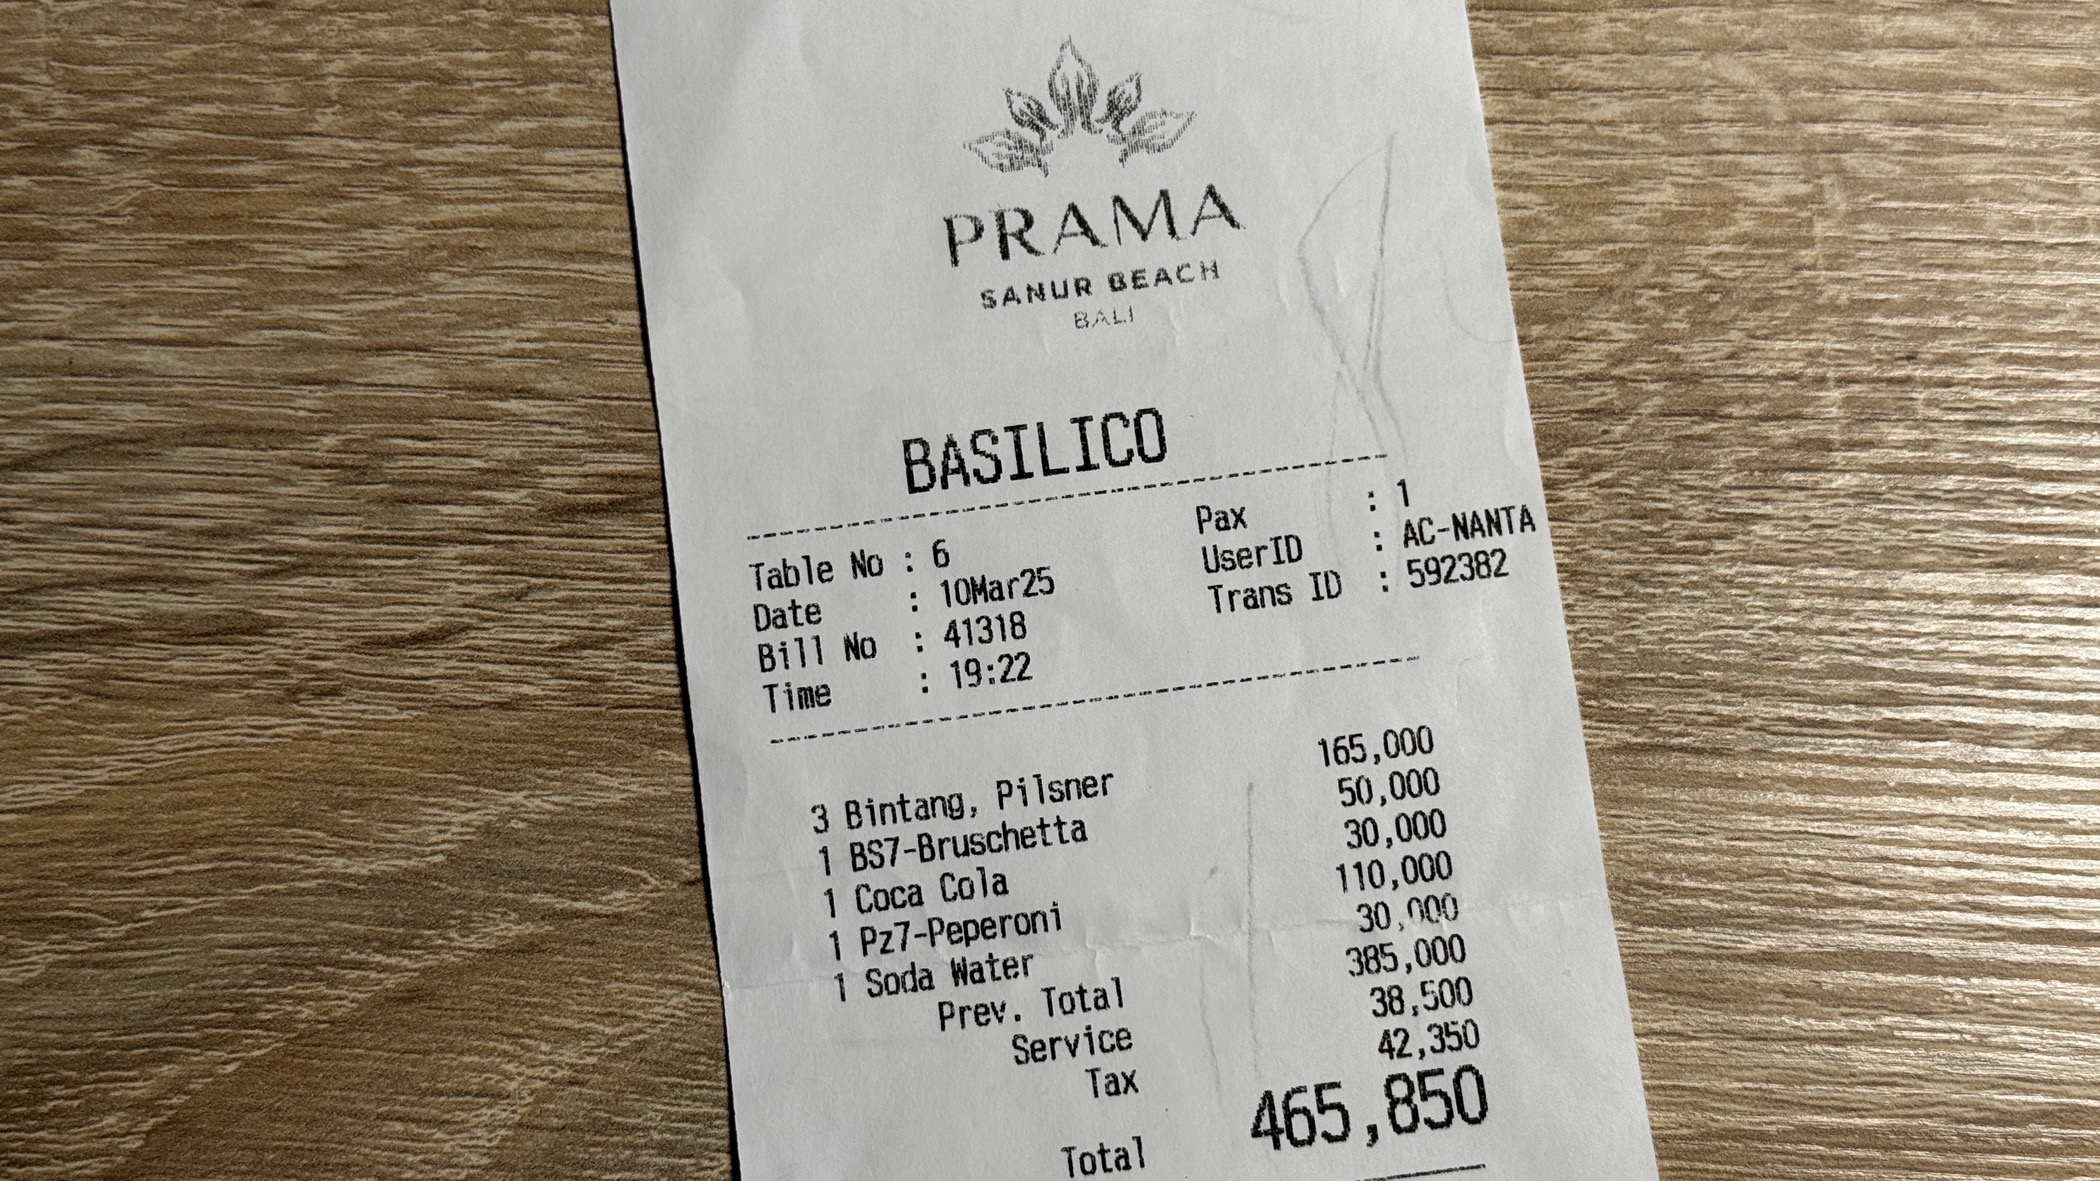 PRAMA
SANUR BEACH
BALI
BASILICO
Table No : 6 Pax : 1
Date : 10Mar25 UserID : AC-NANTA
Bill No : 41318 Trans ID : 592382
Time : 19:22
3 Bintang, Pilsner 165,000
1 BS7-Bruschetta 50,000
1 Coca Cola 30,000
1 Pz7-Peperoni 110,000
1 Soda Water 30,000
Prev. Total 385,000
Service 38,500
Tax 42,350
Total 465,850